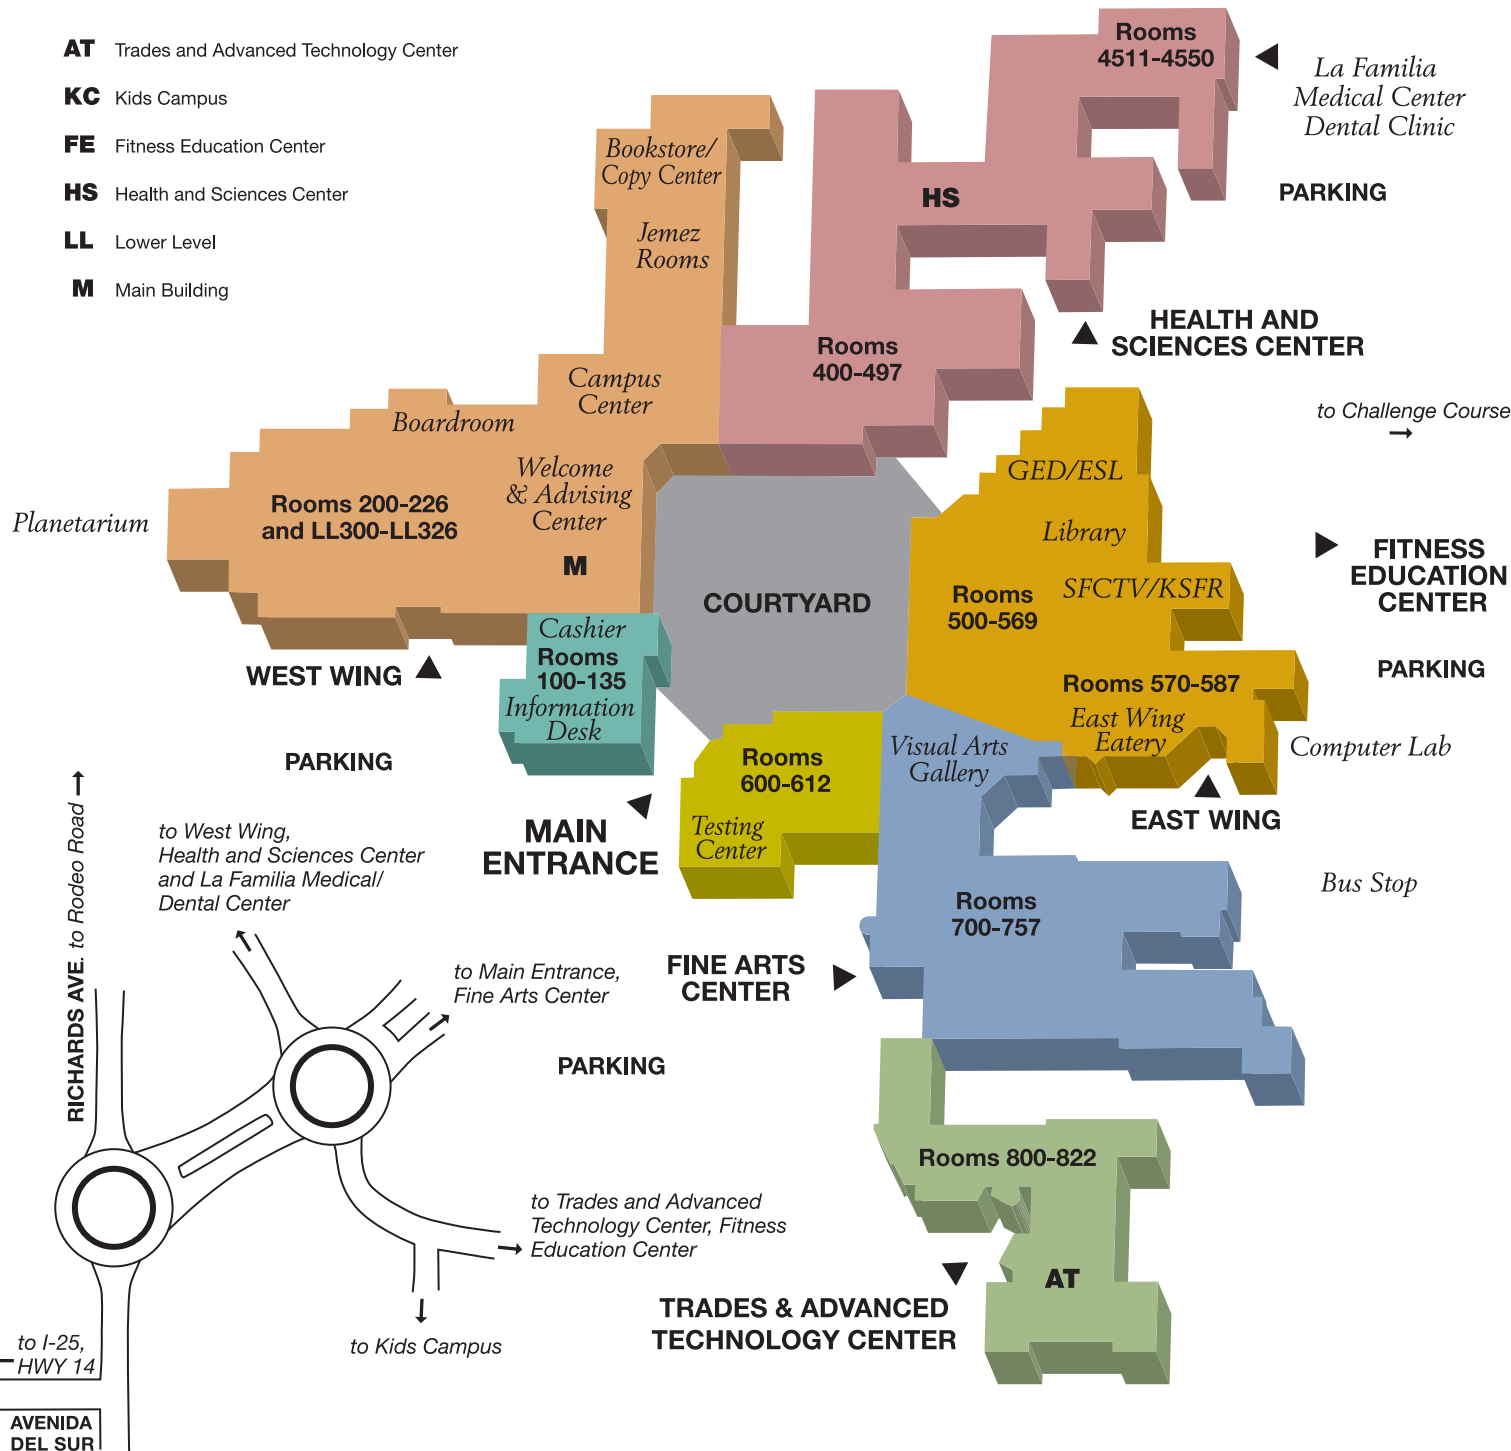 AT Trades and Advanced Technology Center
KC Kids Campus
FE Fitness Education Center
HS Health and Sciences Center
LL Lower Level
M Main Building
Rooms
4511-4550
La Familia
Medical Center
Dental Clinic
PARKING
HS
Bookstore/
Copy Center
Jemez
Rooms
HEALTH AND
SCIENCES CENTER
Rooms
400-497
Campus
Center
Boardroom
to Challenge Course
Welcome
& Advising
Center
GED/ESL
Rooms 200-226
and LL300-LL326
Planetarium
Library
M
FITNESS
EDUCATION
CENTER
COURTYARD
Rooms
500-569
SFCTV/KSFR
Cashier
Rooms
100-135
Information
Desk
WEST WING
PARKING
Rooms 570-587
East Wing
Eatery
Visual Arts
Gallery
Computer Lab
PARKING
Rooms
600-612
EAST WING
Testing
Center
MAIN
ENTRANCE
RICHARDS AVE. to Rodeo Road
to West Wing,
Health and Sciences Center
and La Familia Medical/
Dental Center
Bus Stop
Rooms
700-757
FINE ARTS
CENTER
to Main Entrance,
Fine Arts Center
PARKING
Rooms 800-822
to Trades and Advanced
Technology Center, Fitness
Education Center
AT
TRADES & ADVANCED
TECHNOLOGY CENTER
to Kids Campus
to I-25,
HWY 14
AVENIDA
DEL SUR